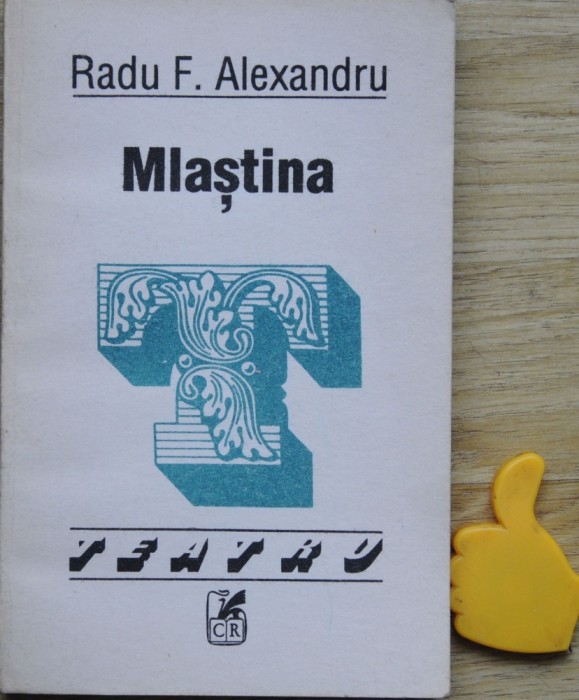 Radu F. Alexandru
Mlaștina
T
TEATRU
CR